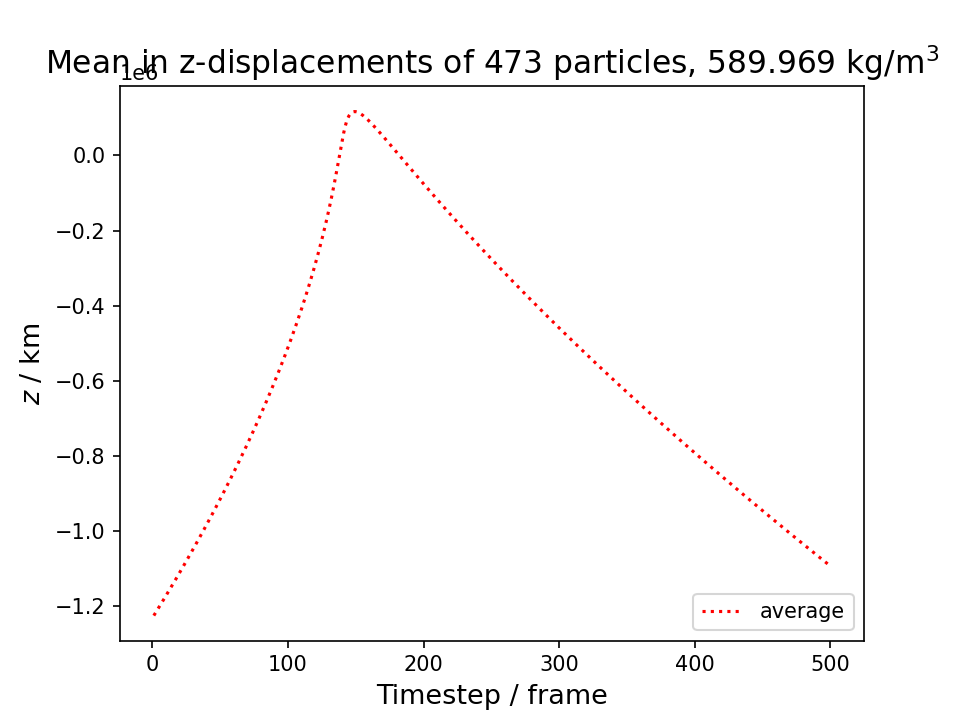 Mean in z-displacements of 473 particles, 589.969 kg/m³
1e6
0.0
−0.2
−0.4
−0.6
−0.8
−1.0
−1.2
z / km
average
0 100 200 300 400 500
Timestep / frame